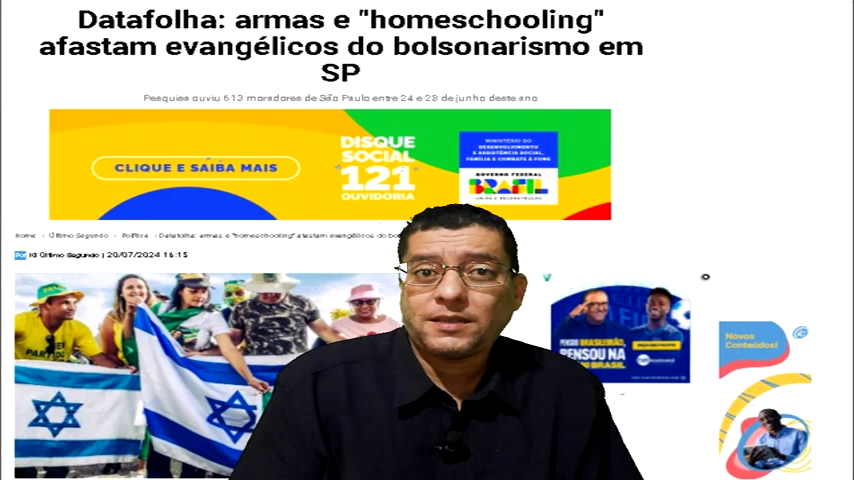 Datafolha: armas e "homeschooling"
afastam evangélicos do bolsonarismo em
SP
Pesquisa ouviu 613 moradores de São Paulo entre 24 e 28 de junho deste ano
CLIQUE E SAIBA MAIS
DISQUE
SOCIAL
121
OUVIDORIA
MINISTÉRIO DO
DESENVOLVIMENTO
E ASSISTÊNCIA SOCIAL,
FAMÍLIA E COMBATE À FOME
GOVERNO FEDERAL
BRASIL
UNIÃO E RECONSTRUÇÃO
Home > Último Segundo > Política > Datafolha: armas e "homeschooling" afastam evangélicos do
Por iG Último Segundo | 20/07/2024 16:15
PENSOU BRASILEIRÃO,
PENSOU NA
BRASIL
Novos
Conteúdos!